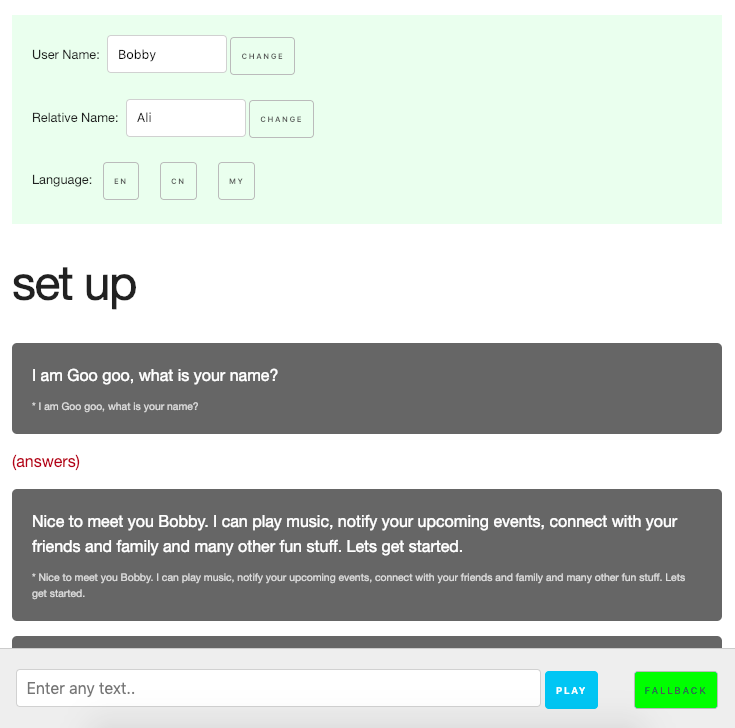 User Name: Bobby CHANGE
Relative Name: Ali CHANGE
Language: EN CN MY
set up
I am Goo goo, what is your name?
* I am Goo goo, what is your name?
(answers)
Nice to meet you Bobby. I can play music, notify your upcoming events, connect with your
friends and family and many other fun stuff. Lets get started.
* Nice to meet you Bobby. I can play music, notify your upcoming events, connect with your friends and family and many other fun stuff. Lets
get started.
Enter any text.. PLAY FALLBACK